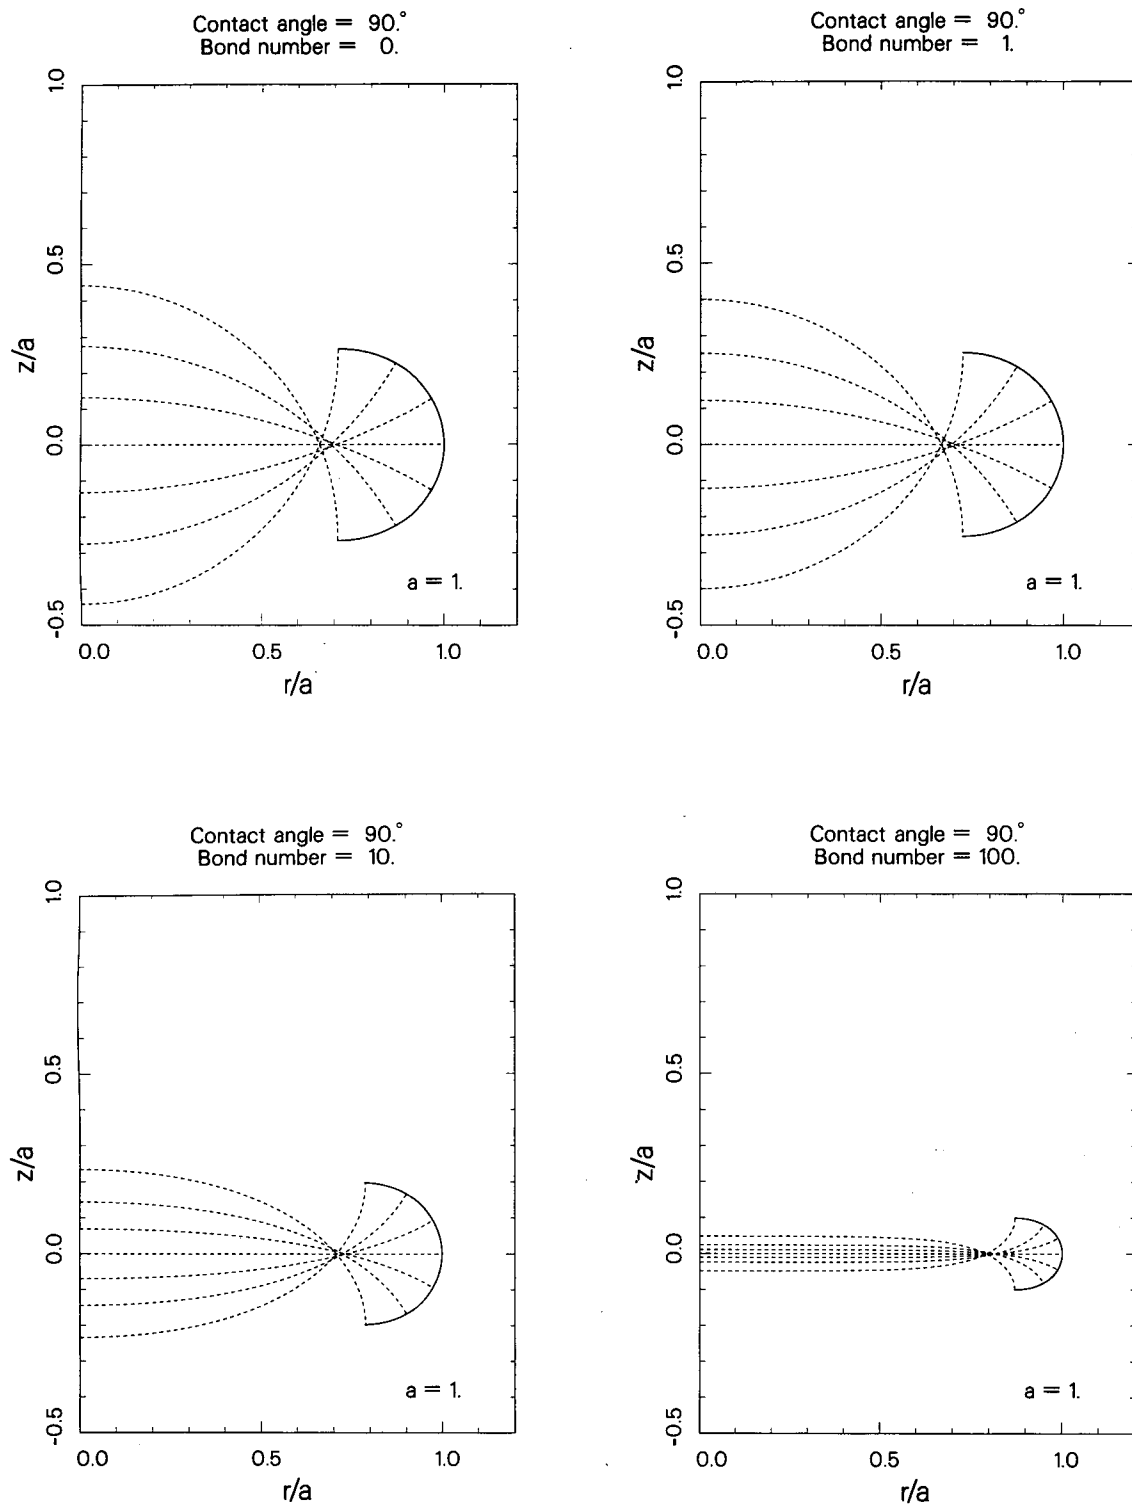 Contact angle = 90.°
Bond number = 0.
1.0
0.5
0.0
-0.5
z/a
a = 1.
0.0 0.5 1.0
r/a
Contact angle = 90.°
Bond number = 1.
1.0
0.5
0.0
-0.5
z/a
a = 1.
0.0 0.5 1.0
r/a
Contact angle = 90.°
Bond number = 10.
1.0
0.5
0.0
-0.5
z/a
a = 1.
0.0 0.5 1.0
r/a
Contact angle = 90.°
Bond number = 100.
1.0
0.5
0.0
-0.5
z/a
a = 1.
0.0 0.5 1.0
r/a